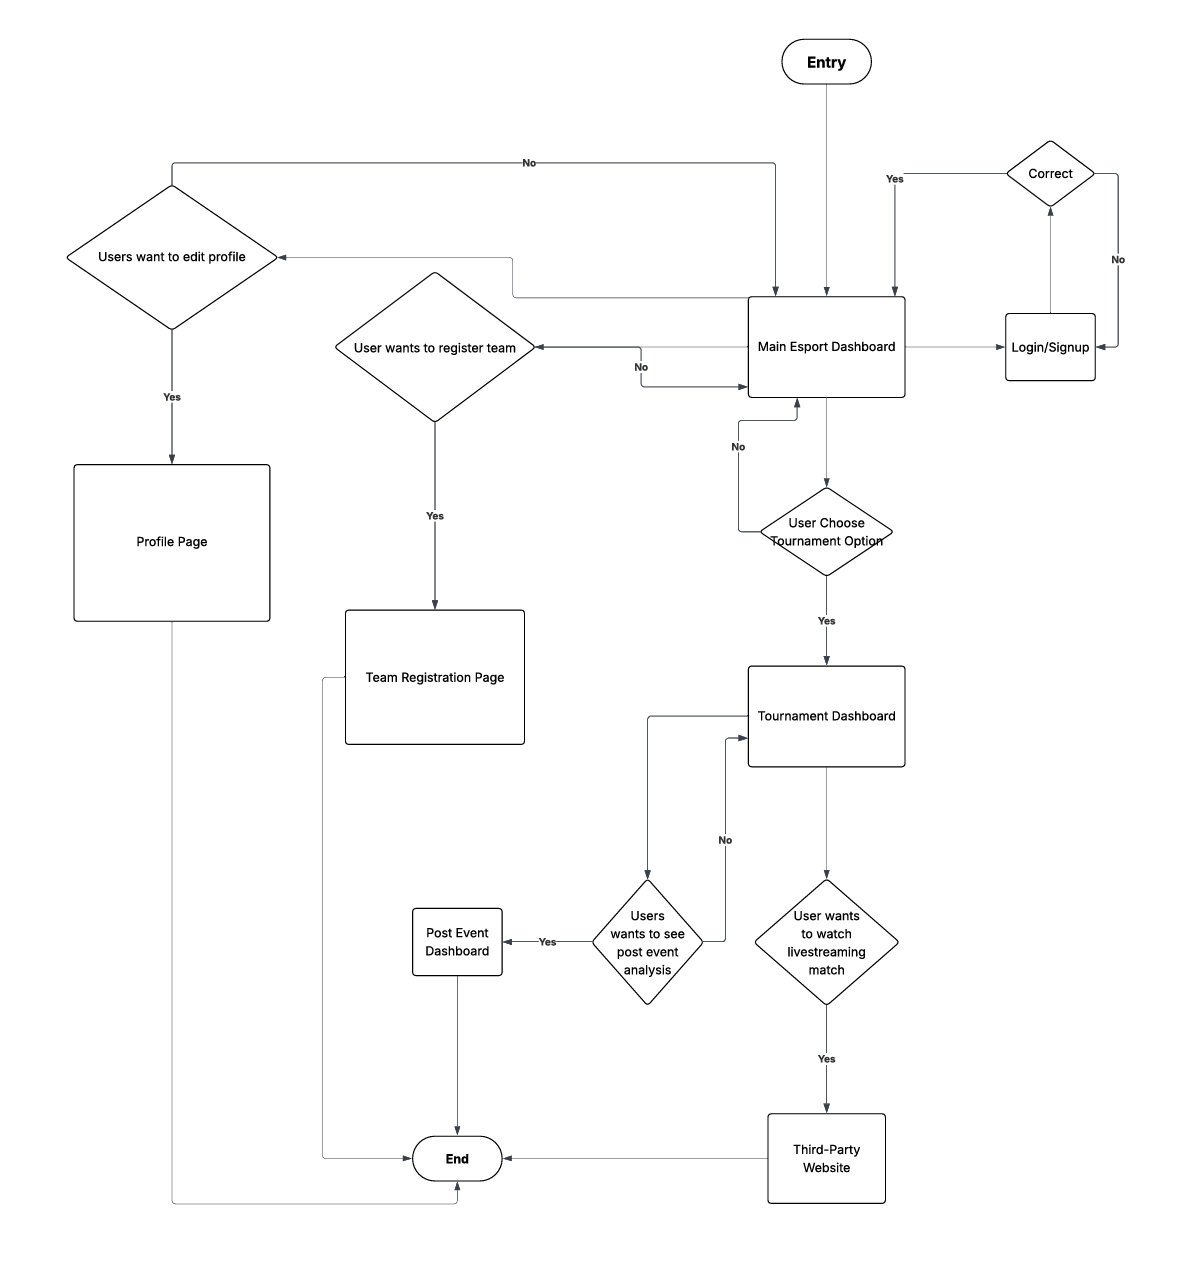 Entry
No
Correct
Yes
Users want to edit profile
No
User wants to register team
Main Esport Dashboard
Login/Signup
No
Yes
No
Yes
User Choose
Tournament Option
Profile Page
Yes
Team Registration Page
Tournament Dashboard
No
Users
wants to see
post event
analysis
User wants
to watch
livestreaming
match
Post Event
Dashboard
Yes
Yes
Third-Party
Website
End